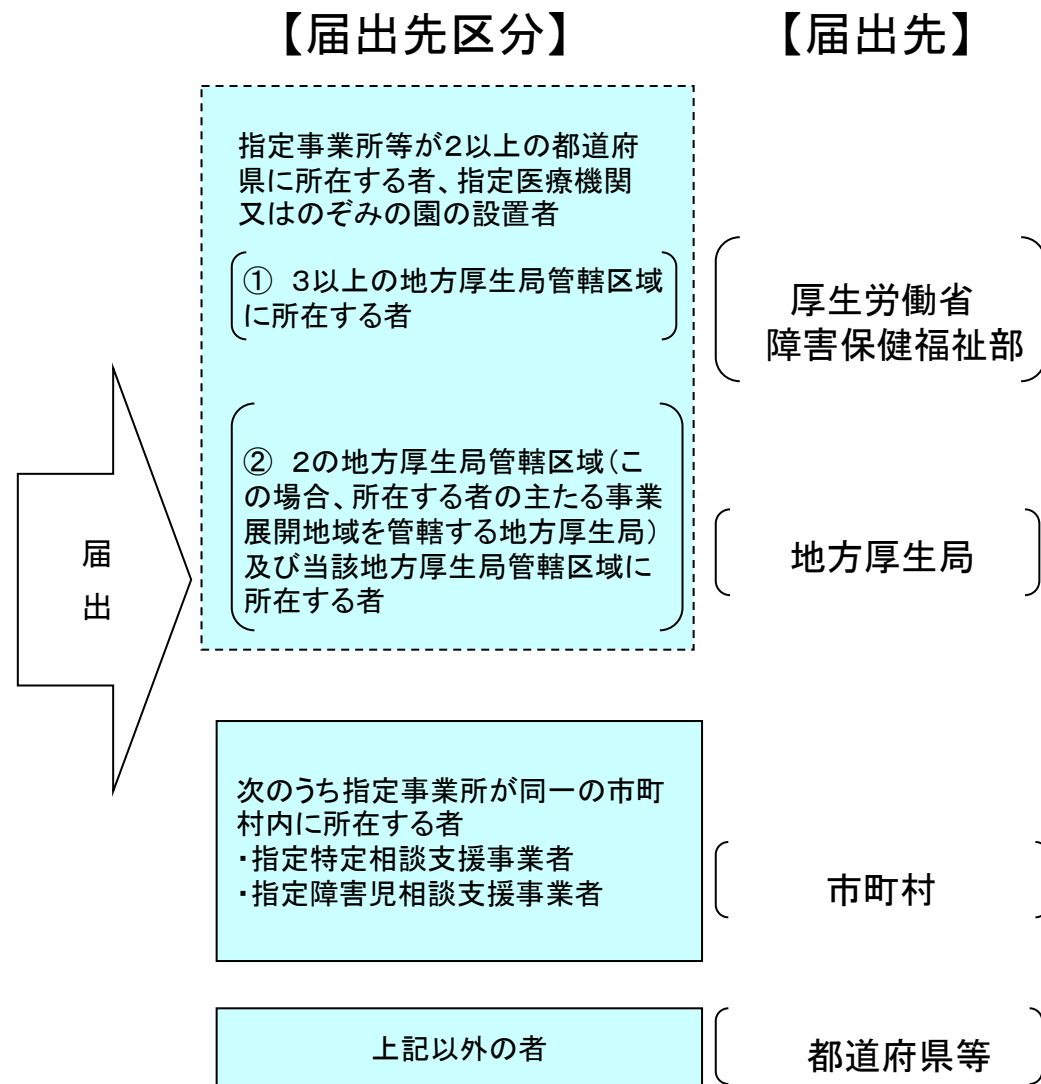 【届出先区分】
【届出先】
指定事業所等が2以上の都道府
県に所在する者、指定医療機関
又はのぞみの園の設置者
① 3以上の地方厚生局管轄区域
に所在する者
厚生労働省
障害保健福祉部
② 2の地方厚生局管轄区域(こ
の場合、所在する者の主たる事業
展開地域を管轄する地方厚生局)
及び当該地方厚生局管轄区域に
所在する者
地方厚生局
届
出
次のうち指定事業所が同一の市町
村内に所在する者
・指定特定相談支援事業者
・指定障害児相談支援事業者
市町村
上記以外の者
都道府県等